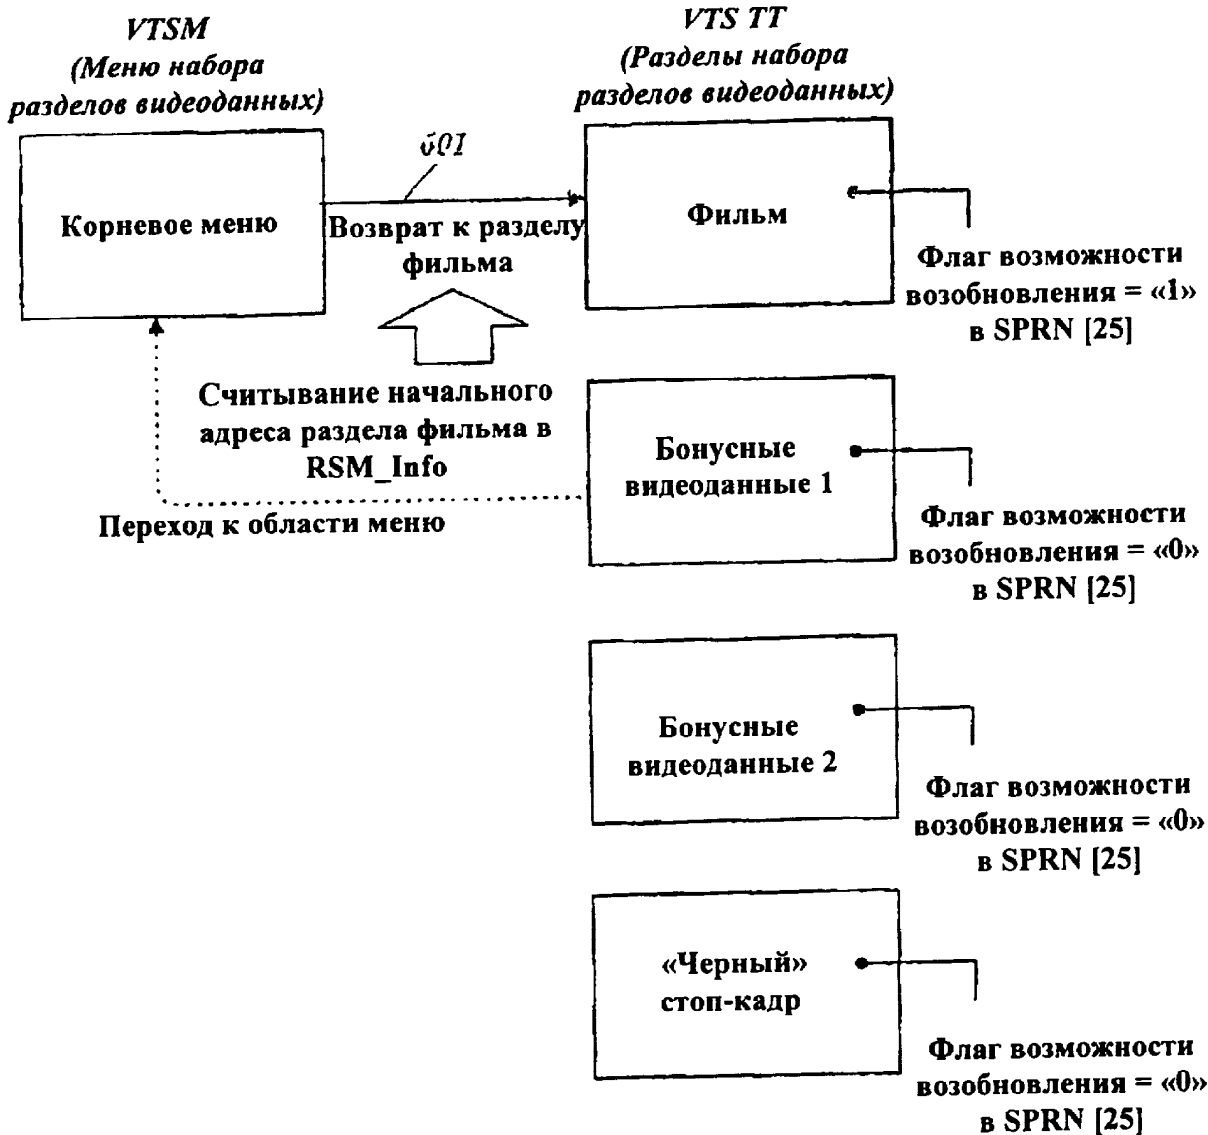 VTSM
(Меню набора
разделов видеоданных)
VTS TT
(Разделы набора
разделов видеоданных)
601
Корневое меню
Возврат к разделу
фильма
Фильм
Флаг возможности
возобновления = «1»
в SPRN [25]
Считывание начального
адреса раздела фильма в
RSM_Info
Переход к области меню
Бонусные
видеоданные 1
Флаг возможности
возобновления = «0»
в SPRN [25]
Бонусные
видеоданные 2
Флаг возможности
возобновления = «0»
в SPRN [25]
«Черный»
стоп-кадр
Флаг возможности
возобновления = «0»
в SPRN [25]